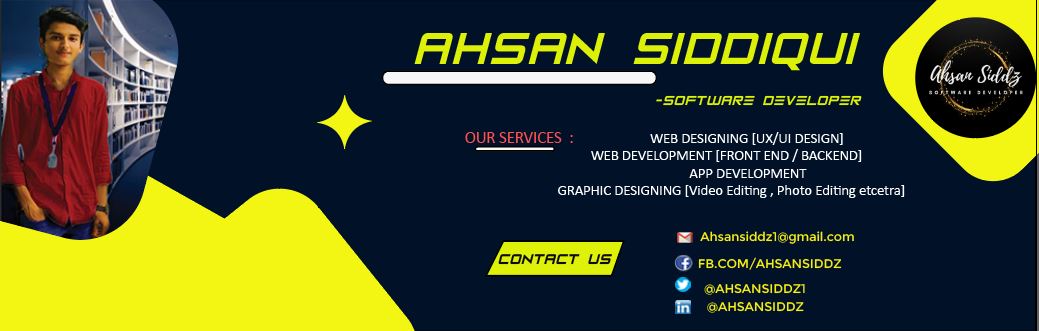 AHSAN SIDDIQUI
-SOFTWARE DEVELOPER
Ahsan Siddz
SOFTWARE DEVELOPER
OUR SERVICES :
WEB DESIGNING [UX/UI DESIGN]
WEB DEVELOPMENT [FRONT END / BACKEND]
APP DEVELOPMENT
GRAPHIC DESIGNING [Video Editing , Photo Editing etcetra]
CONTACT US
Ahsansiddz1@gmail.com
FB.COM/AHSANSIDDZ
@AHSANSIDDZ1
@AHSANSIDDZ